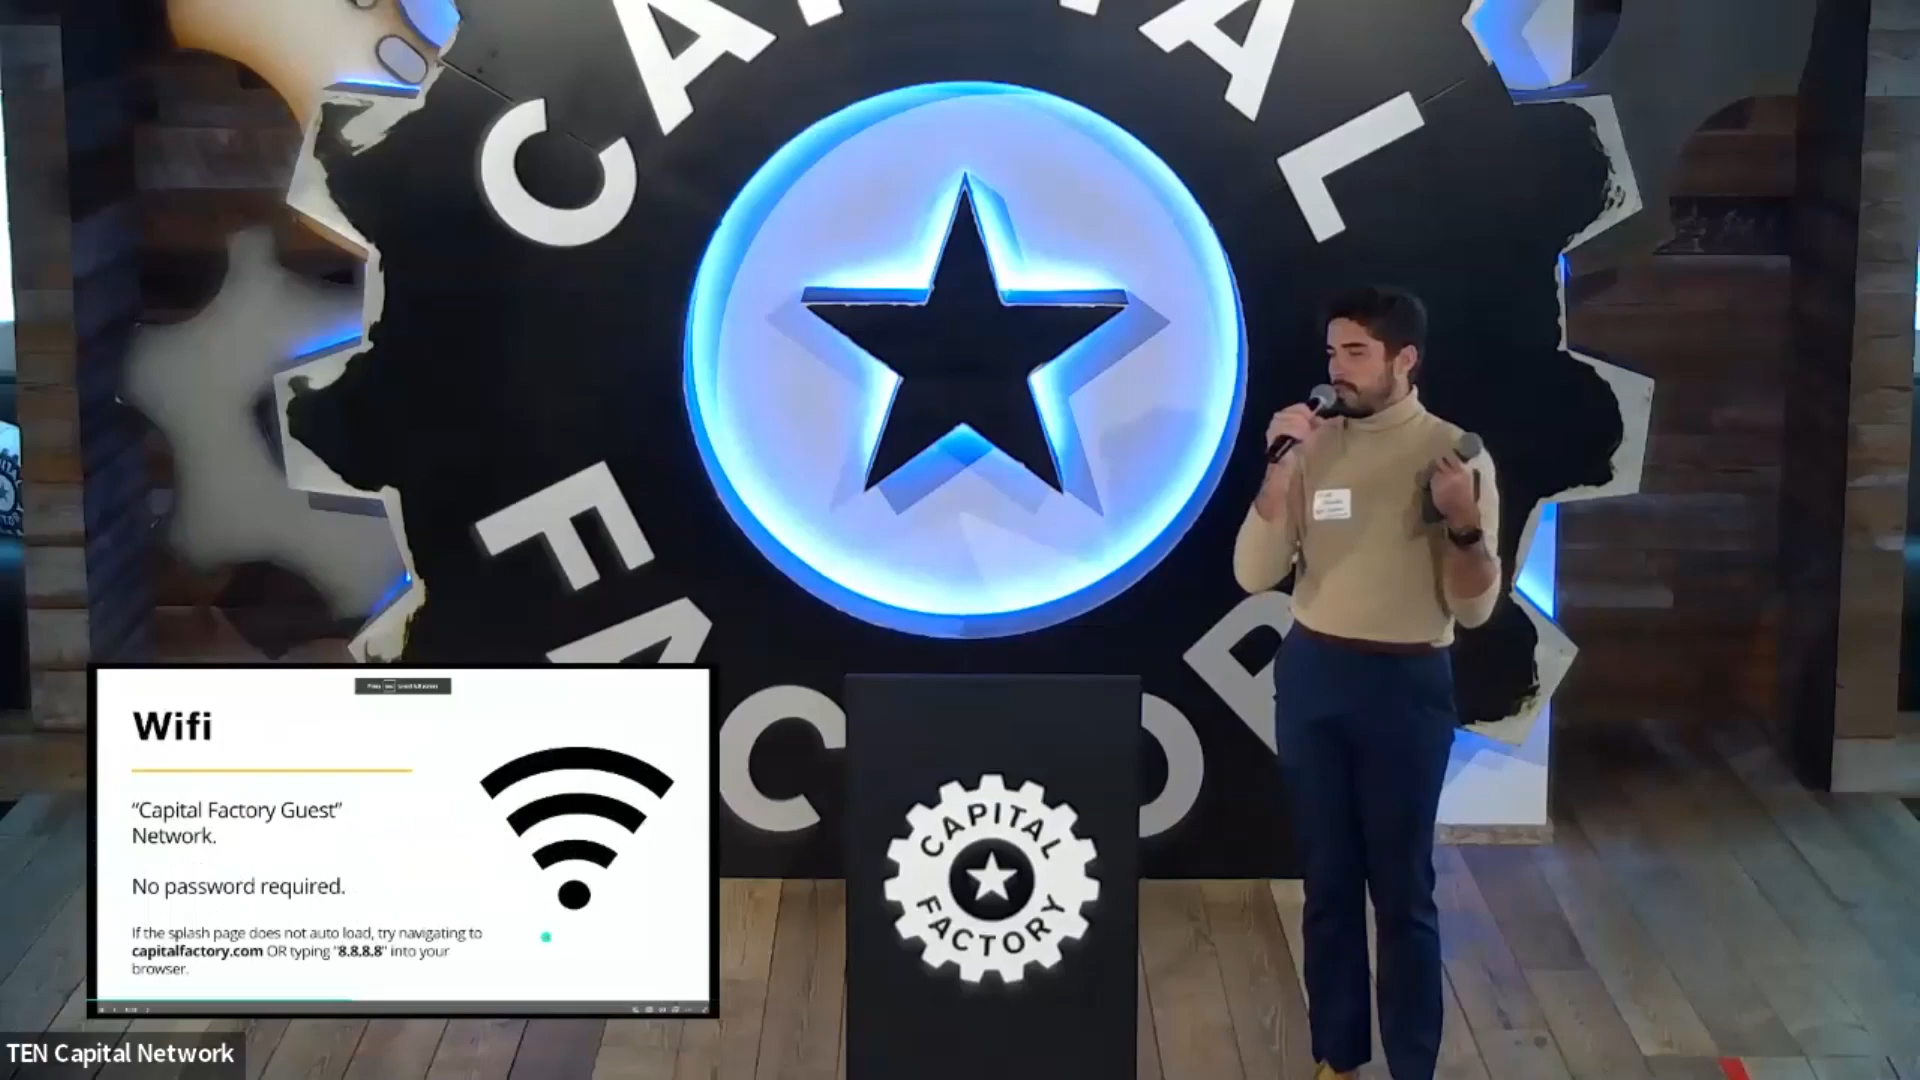 CAPITAL
FACTOR
Wifi
“Capital Factory Guest”
Network.
No password required.
If the splash page does not auto load, try navigating to
capitalfactory.com OR typing "8.8.8.8" into your
browser.
CAPITAL
FACTORY
TEN Capital Network